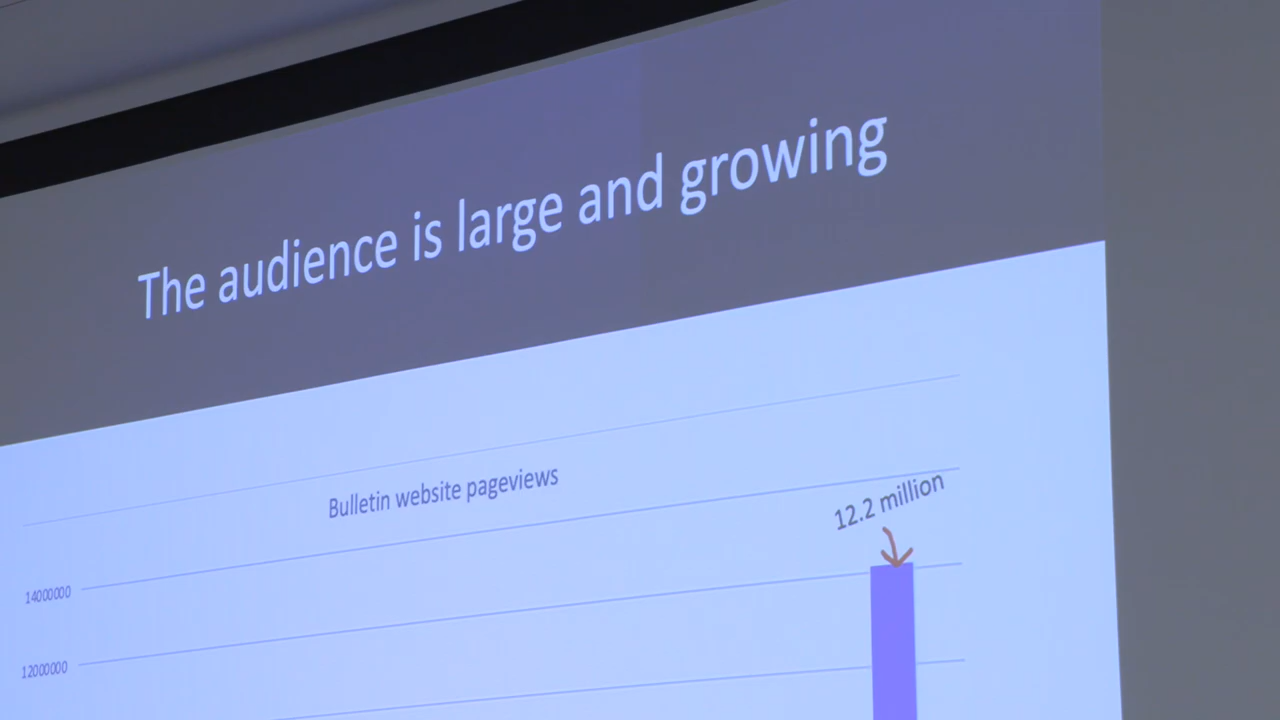 The audience is large and growing
Bulletin website pageviews
12.2 million
14000000
12000000